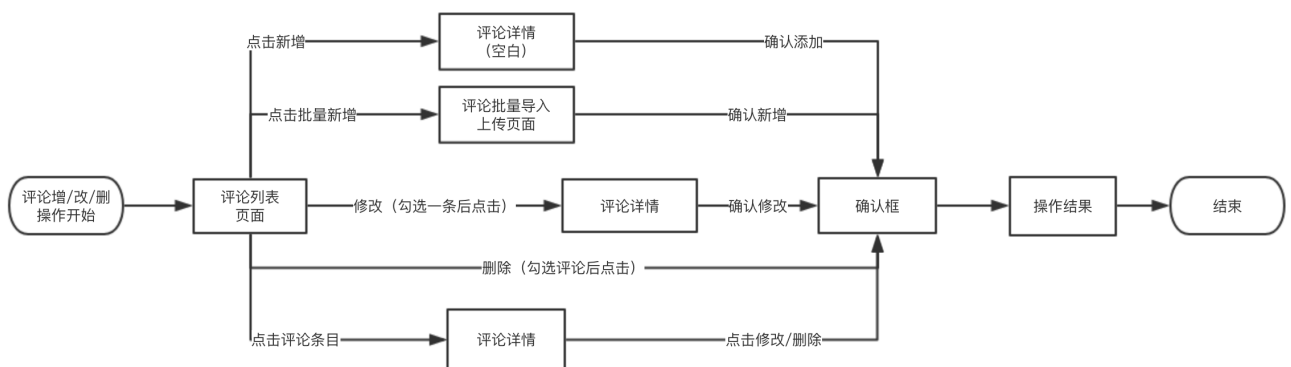 点击新增
评论详情
(空白)
确认添加
点击批量新增
评论批量导入
上传页面
确认新增
评论增/改/删
操作开始
评论列表
页面
修改（勾选一条后点击）
评论详情
确认修改
确认框
操作结果
结束
删除（勾选评论后点击）
点击评论条目
评论详情
点击修改/删除